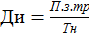 Ди = П.з.тр / Тн